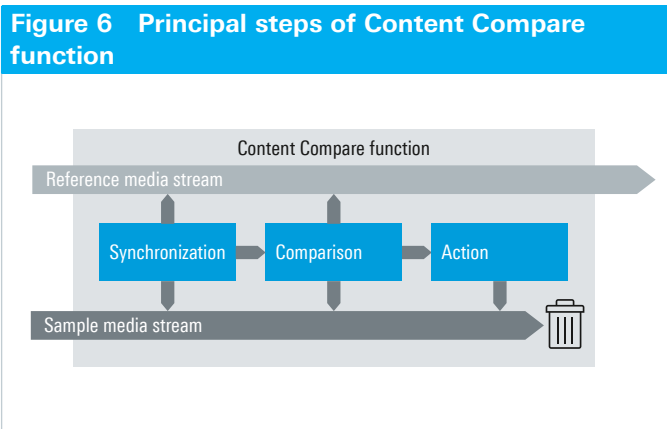 Figure 6 Principal steps of Content Compare
function
Content Compare function
Reference media stream
Synchronization
Comparison
Action
Sample media stream